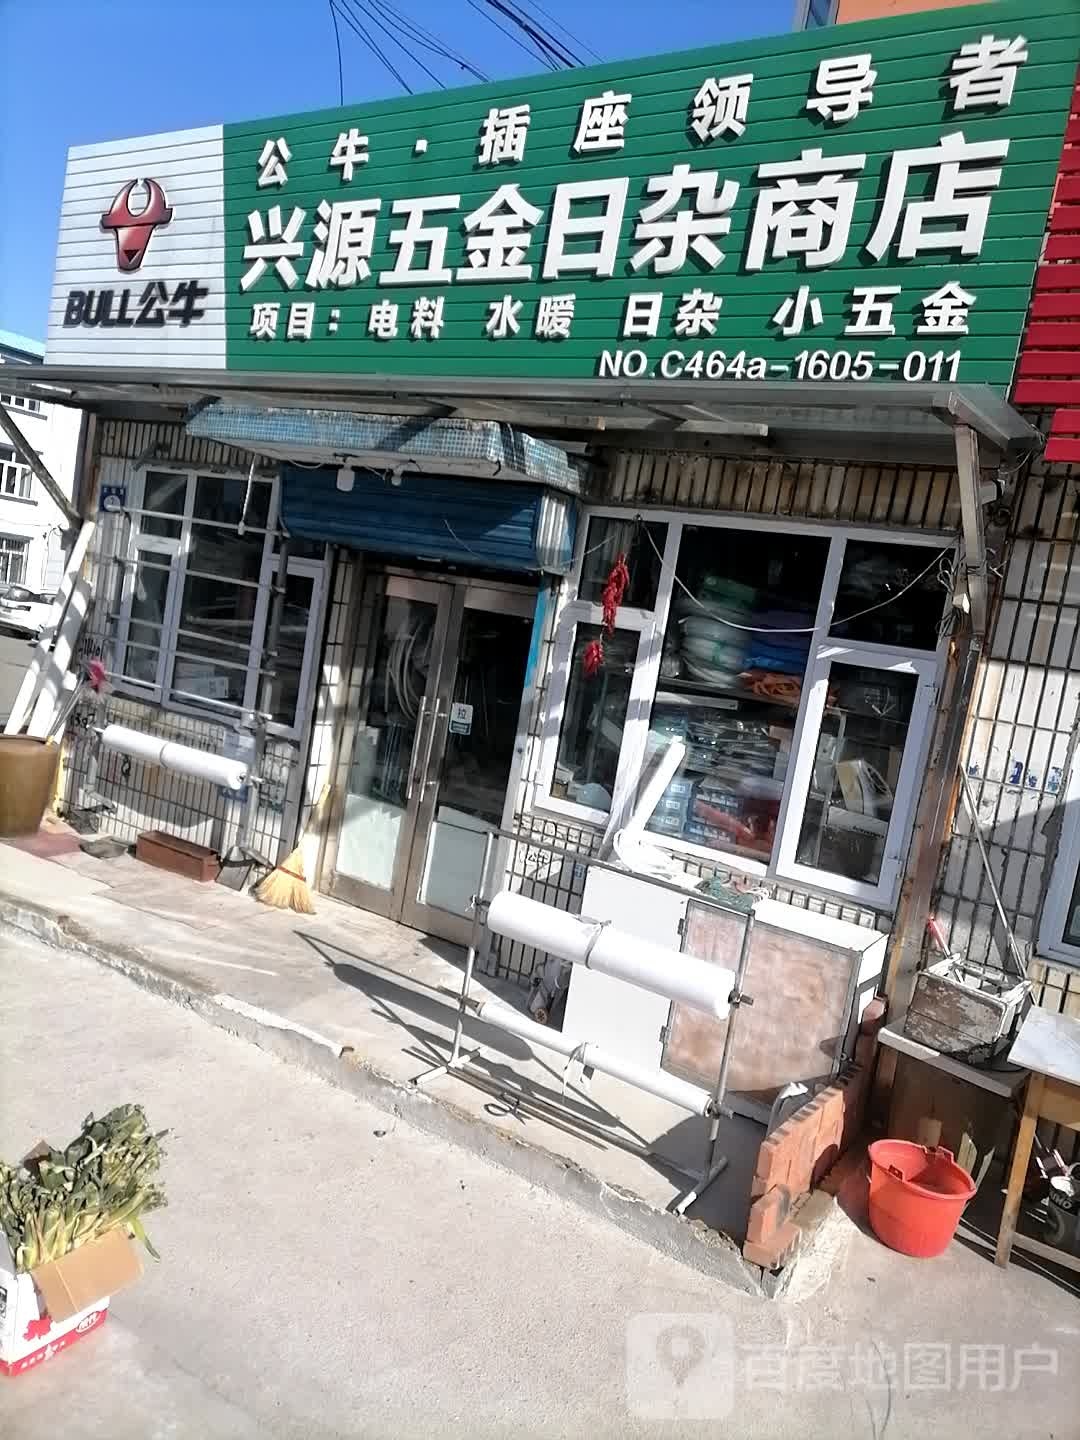 公牛·插座领导者
BULL公牛
兴源五金日杂商店
项目：电料 水暖 日杂 小五金
NO.C464a-1605-011
拉
百度地图用户